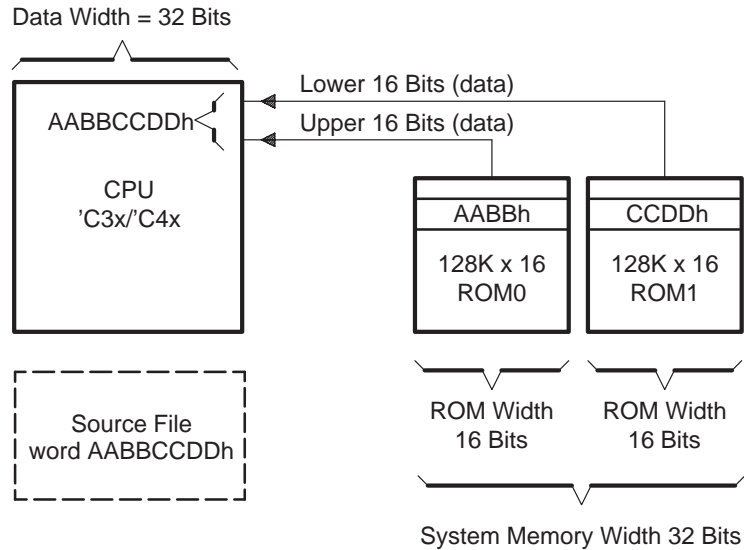 Data Width = 32 Bits
Lower 16 Bits (data)
AABBCCDDh
Upper 16 Bits (data)
CPU
’C3x/’C4x
AABBh
CCDDh
128K x 16
ROM0
128K x 16
ROM1
Source File
word AABBCCDDh
ROM Width
16 Bits
ROM Width
16 Bits
System Memory Width 32 Bits